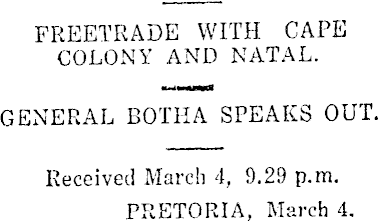 FREETRADE WITH CAPE
COLONY AND NATAL.
GENERAL BOTHA SPEAKS OUT.
Received March 4, 9.29 p.m.
PRETORIA, March 4.